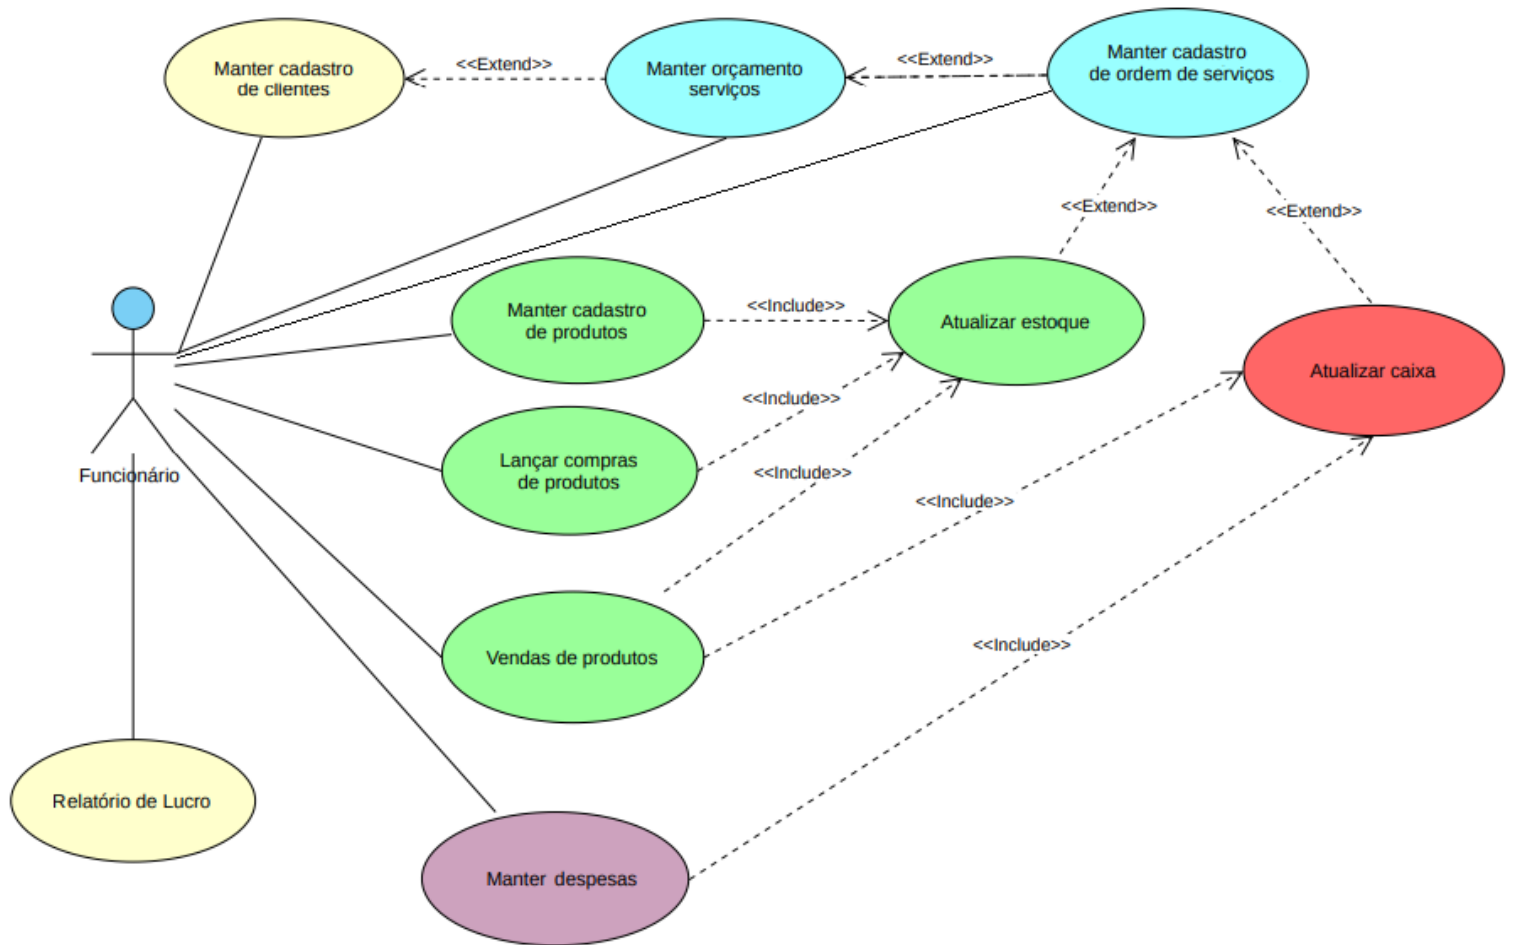 Manter cadastro
de clientes
<<Extend>>
Manter orçamento
serviços
<<Extend>>
Manter cadastro
de ordem de serviços
<<Extend>>
<<Extend>>
Manter cadastro
de produtos
<<Include>>
Atualizar estoque
Atualizar caixa
<<Include>>
Funcionário
Lançar compras
de produtos
<<Include>>
<<Include>>
<<Include>>
Vendas de produtos
Relatório de Lucro
Manter despesas